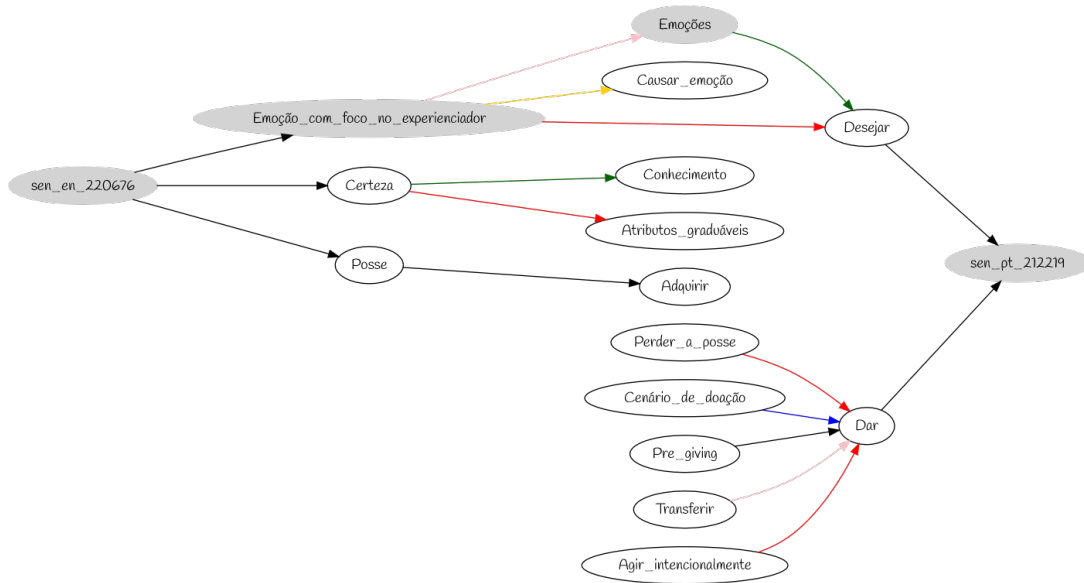 Emoções
Causar_emoção
Emoção_com_foco_no_experienciador
Desejar
Conhecimento
sen_en_220676
Certeza
Atributos_graduáveis
sen_pt_212219
Posse
Adquirir
Perder_a_posse
Cenário_de_doação
Dar
Pre_giving
Transferir
Agir_intencionalmente